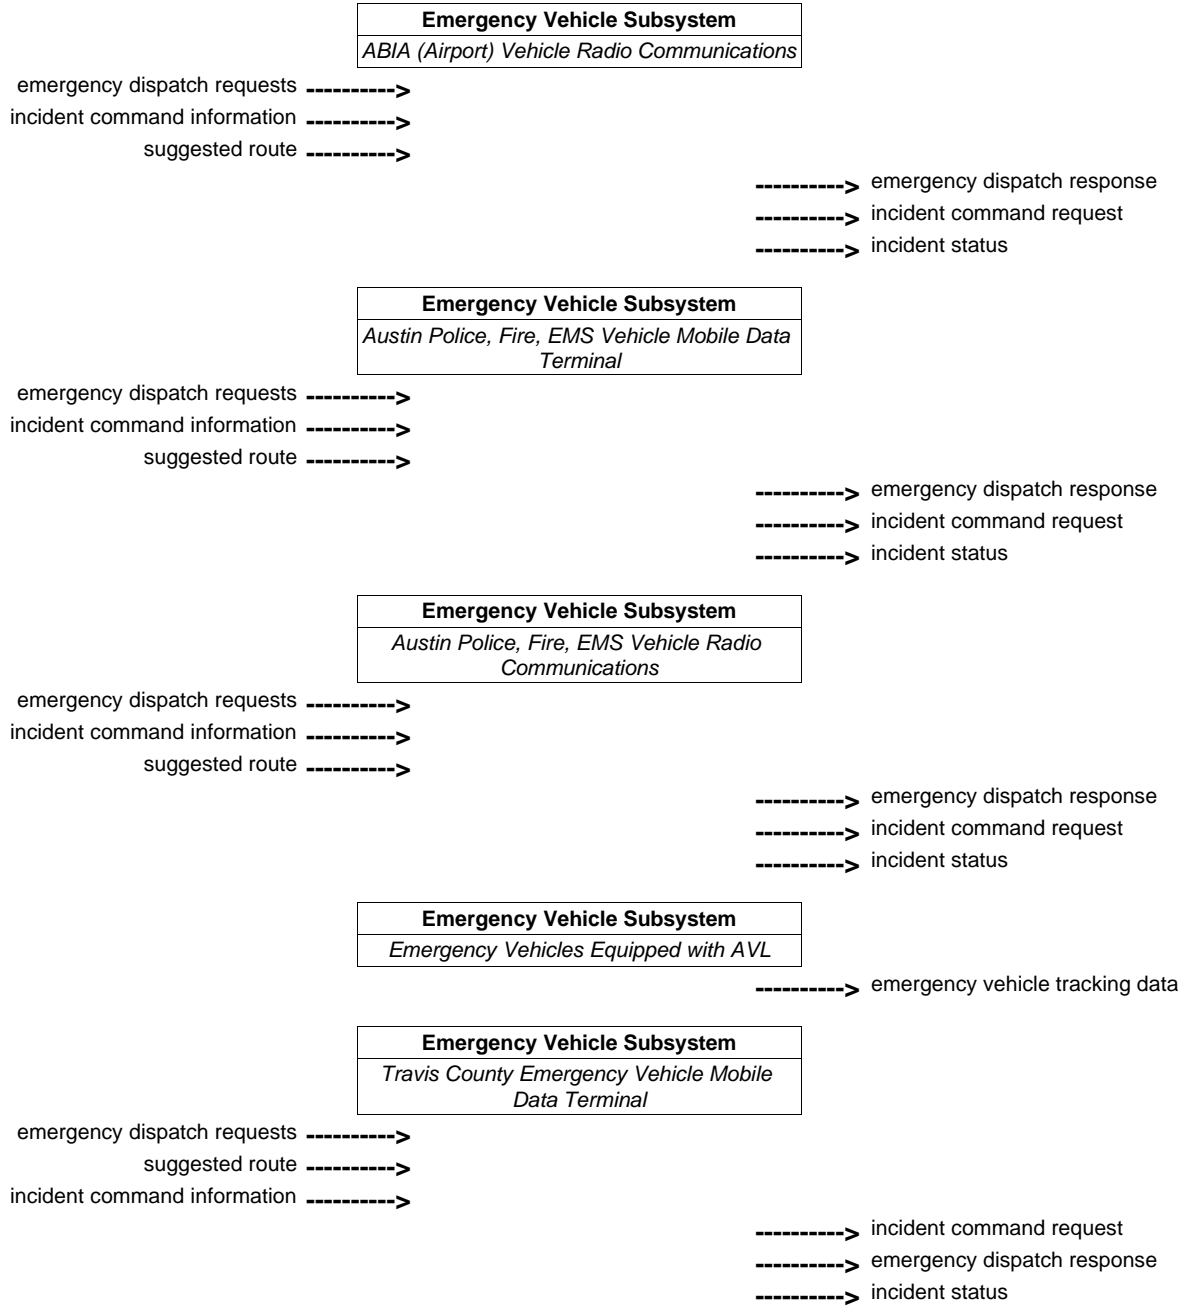 Emergency Vehicle Subsystem
ABIA (Airport) Vehicle Radio Communications
emergency dispatch requests ---------->
incident command information ---------->
suggested route ---------->
----------> emergency dispatch response
----------> incident command request
----------> incident status
Emergency Vehicle Subsystem
Austin Police, Fire, EMS Vehicle Mobile Data
Terminal
emergency dispatch requests ---------->
incident command information ---------->
suggested route ---------->
----------> emergency dispatch response
----------> incident command request
----------> incident status
Emergency Vehicle Subsystem
Austin Police, Fire, EMS Vehicle Radio
Communications
emergency dispatch requests ---------->
incident command information ---------->
suggested route ---------->
----------> emergency dispatch response
----------> incident command request
----------> incident status
Emergency Vehicle Subsystem
Emergency Vehicles Equipped with AVL
----------> emergency vehicle tracking data
Emergency Vehicle Subsystem
Travis County Emergency Vehicle Mobile
Data Terminal
emergency dispatch requests ---------->
suggested route ---------->
incident command information ---------->
----------> incident command request
----------> emergency dispatch response
----------> incident status